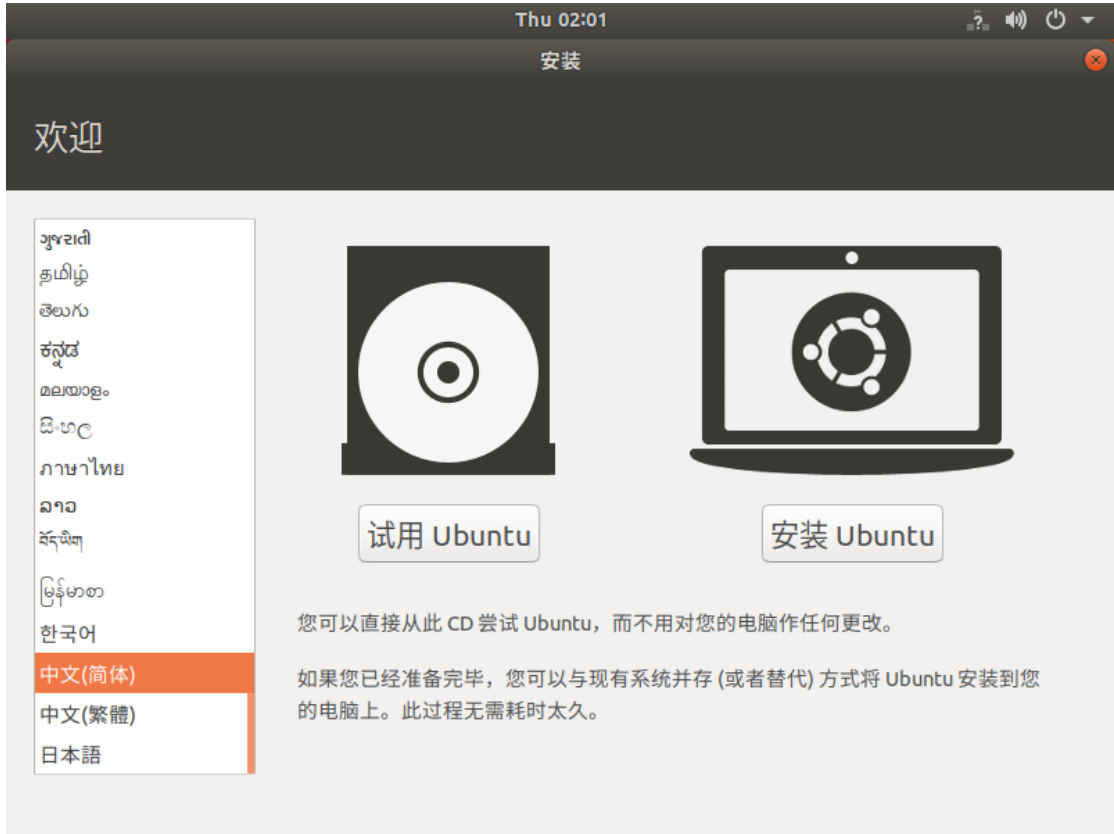 Thu 02:01
安装
欢迎
ગુજરાતી
தமிழ்
తెలుగు
ಕನ್ನಡ
മലയാളം
සිංහල
ภาษาไทย
ລາວ
བོད་ཡིག
မြန်မာစာ
한국어
中文(简体)
中文(繁體)
日本語
试用 Ubuntu
安装 Ubuntu
您可以直接从此 CD 尝试 Ubuntu，而不用对您的电脑作任何更改。
如果您已经准备完毕，您可以与现有系统并存 (或者替代) 方式将 Ubuntu 安装到您
的电脑上。此过程无需耗时太久。